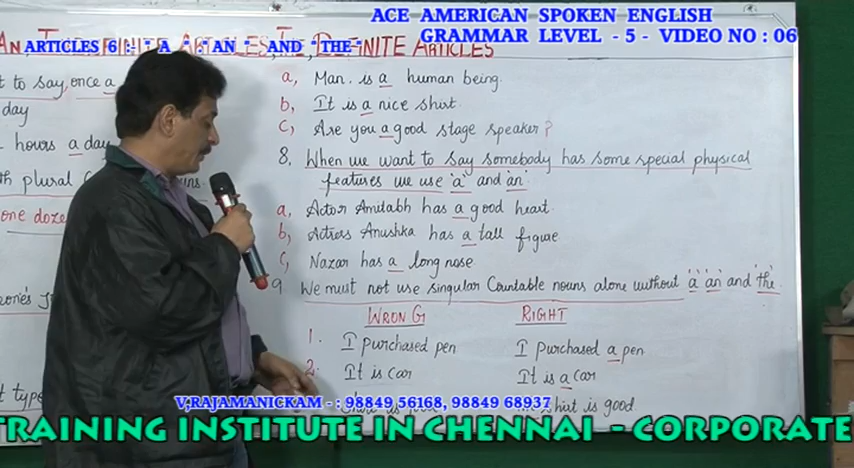 ACE AMERICAN SPOKEN ENGLISH
GRAMMAR LEVEL - 5 - VIDEO NO : 06
ARTICLES 6 :- " A " :" AN " AND "THE"
DEFINITE ARTICLES
t to say, once a
day
hours a day
th plural
one doze
a, Man. is a human being.
b, It is a nice shirt.
c, Are you a good stage speaker?
8. When we want to say somebody has some special physical
features we use 'a' and 'an'
a, Actor Amitabh has a good heart.
b, Actress Anushka has a tall figure
c, Nazar has a long nose
9. We must not use singular Countable nouns alone without 'a' 'an' and 'the'.
WRONG RIGHT
1. I purchased pen I purchased a pen
2. It is car It is a car
shirt is good.
V,RAJAMANICKAM - : 98849 56168, 98849 68937
TRAINING INSTITUTE IN CHENNAI - CORPORATE